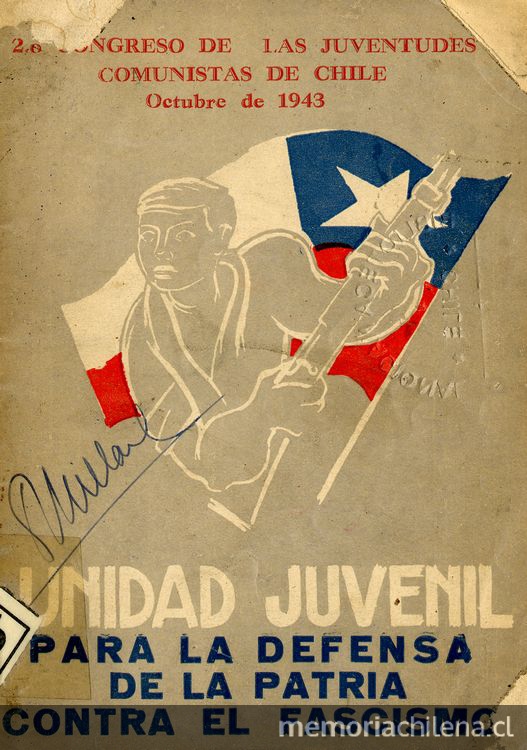 2.o CONGRESO DE LAS JUVENTUDES
COMUNISTAS DE CHILE
Octubre de 1943
UNIDAD JUVENIL
PARA LA DEFENSA
DE LA PATRIA
CONTRA EL FASCISMO
memoriachilena.cl